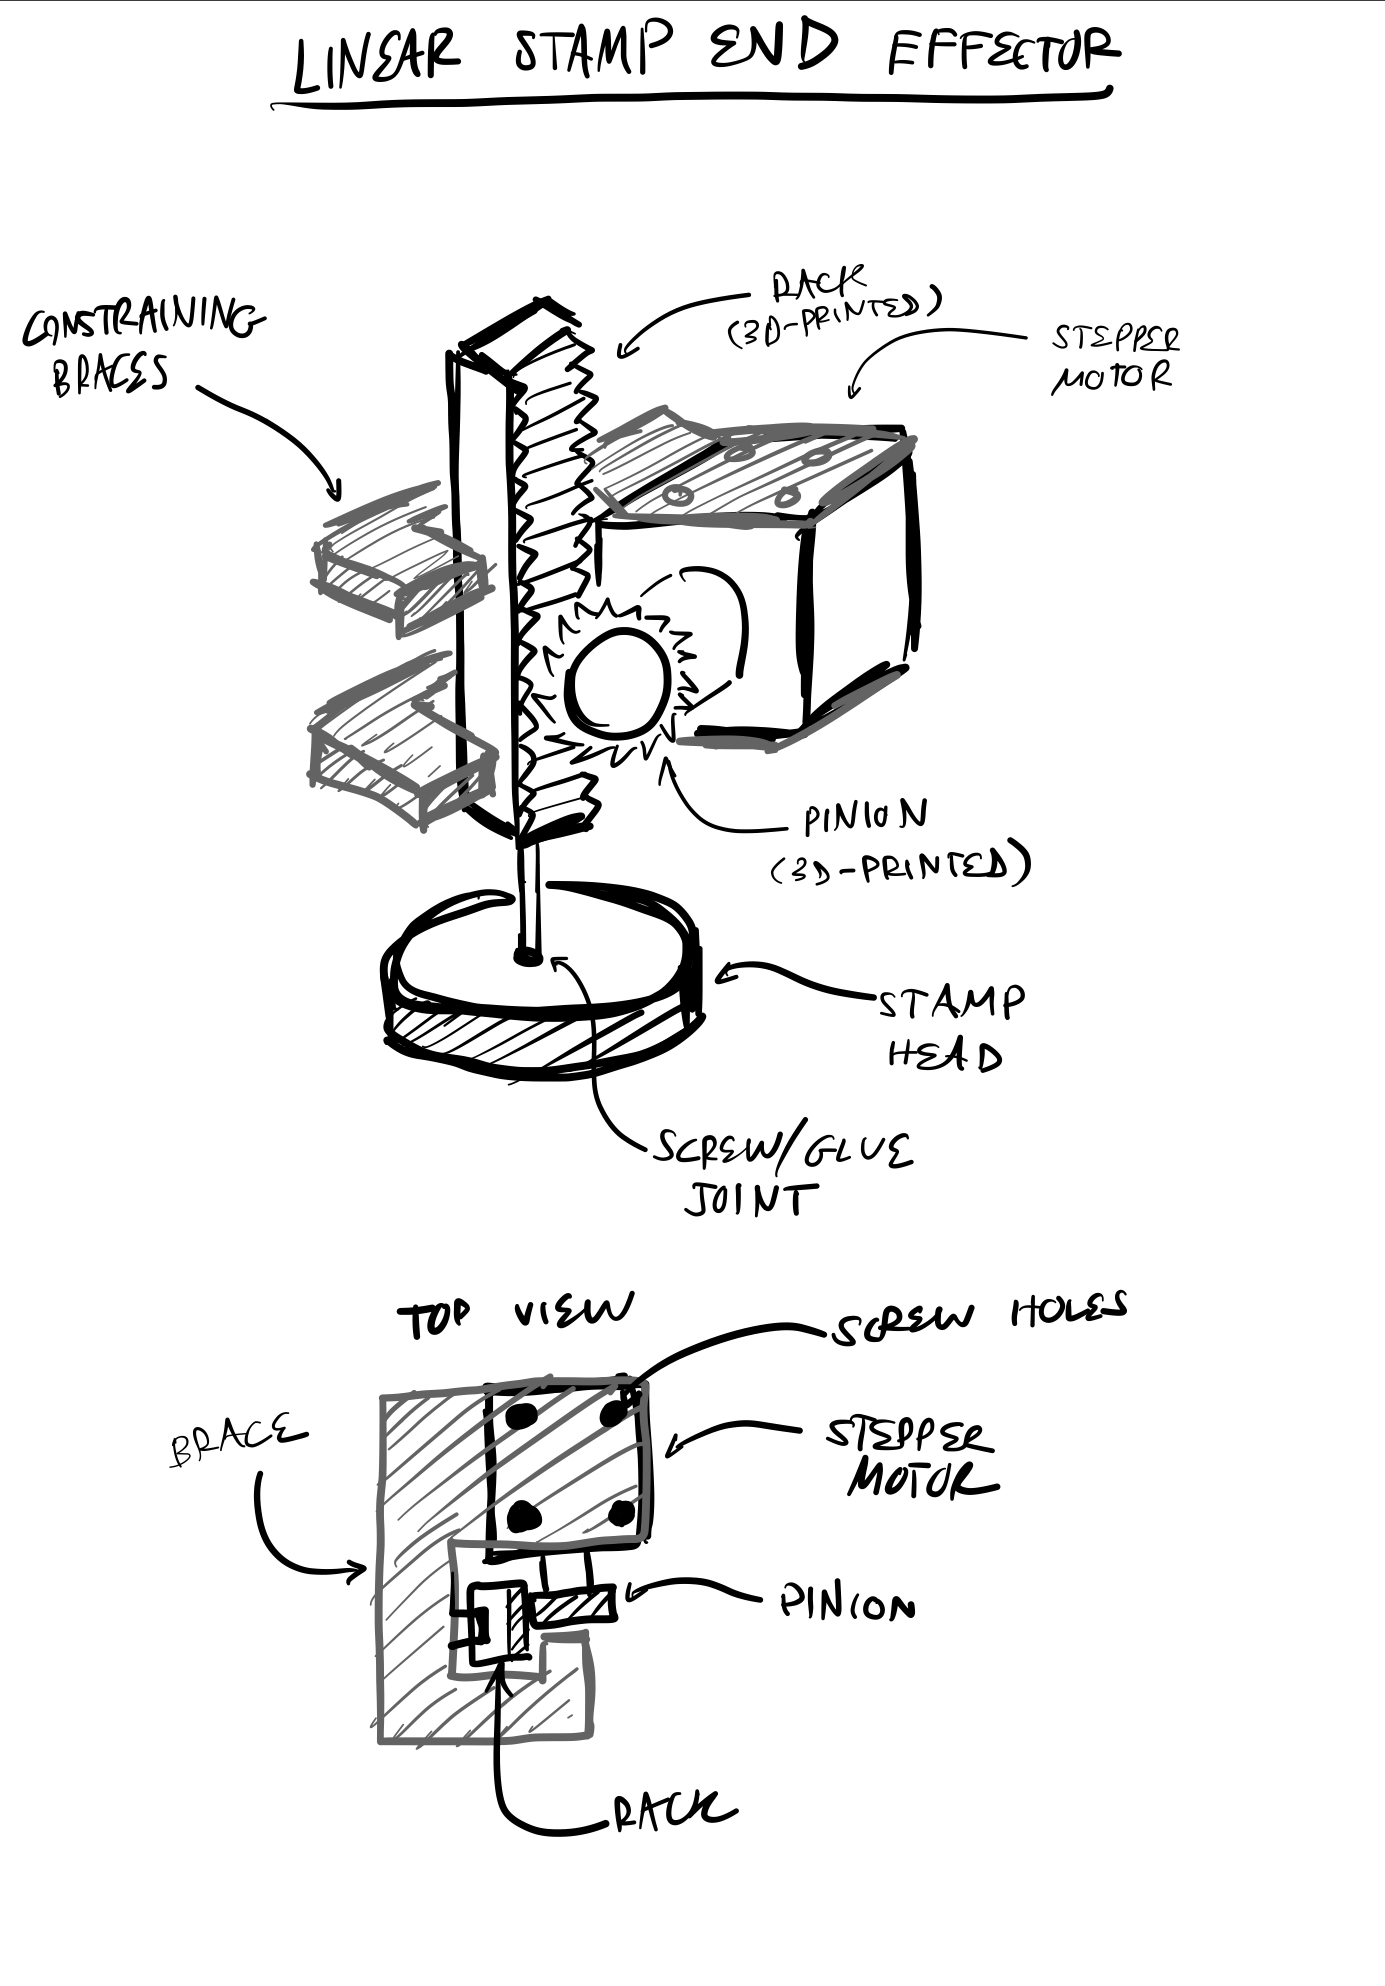 LINEAR STAMP END EFFECTOR
CONSTRAINING
BRACES
RACK
(3D-PRINTED)
STEPPER
MOTOR
PINION
(3D-PRINTED)
STAMP
HEAD
SCREW/GLUE
JOINT
TOP VIEW
SCREW HOLES
BRACE
STEPPER
MOTOR
PINION
RACK